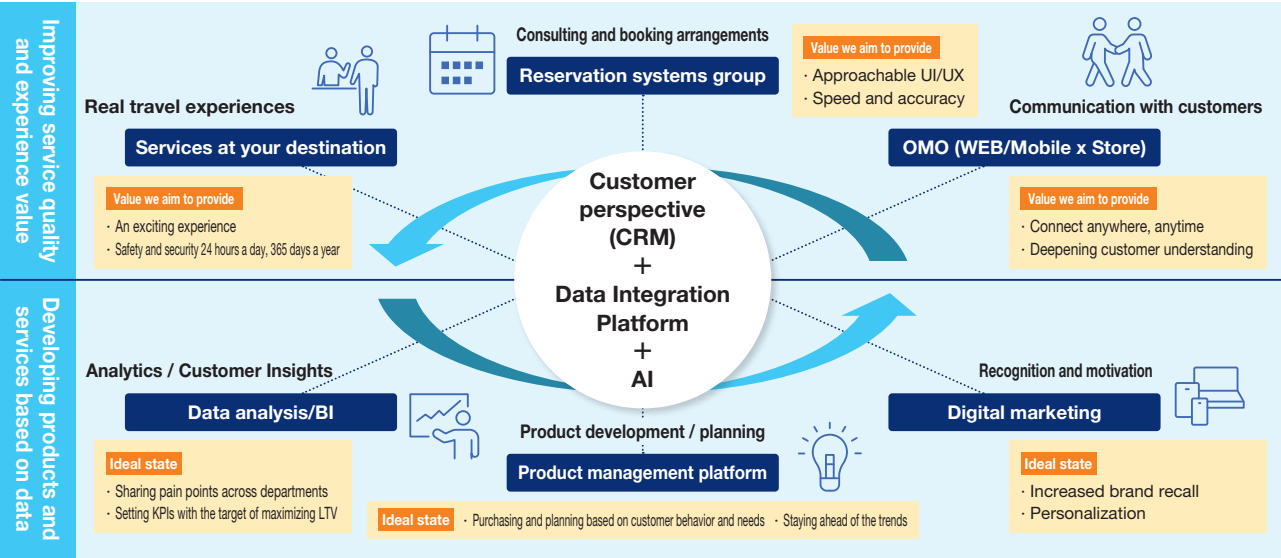 Improving service quality
and experience value
Real travel experiences
Services at your destination
Value we aim to provide
· An exciting experience
· Safety and security 24 hours a day, 365 days a year
Consulting and booking arrangements
Reservation systems group
Value we aim to provide
· Approachable UI/UX
· Speed and accuracy
Communication with customers
OMO (WEB/Mobile x Store)
Value we aim to provide
· Connect anywhere, anytime
· Deepening customer understanding
Customer
perspective
(CRM)
+
Data Integration
Platform
+
AI
Developing products and
services based on data
Analytics / Customer Insights
Data analysis/BI
Ideal state
· Sharing pain points across departments
· Setting KPIs with the target of maximizing LTV
Product development / planning
Product management platform
Ideal state · Purchasing and planning based on customer behavior and needs · Staying ahead of the trends
Recognition and motivation
Digital marketing
Ideal state
· Increased brand recall
· Personalization